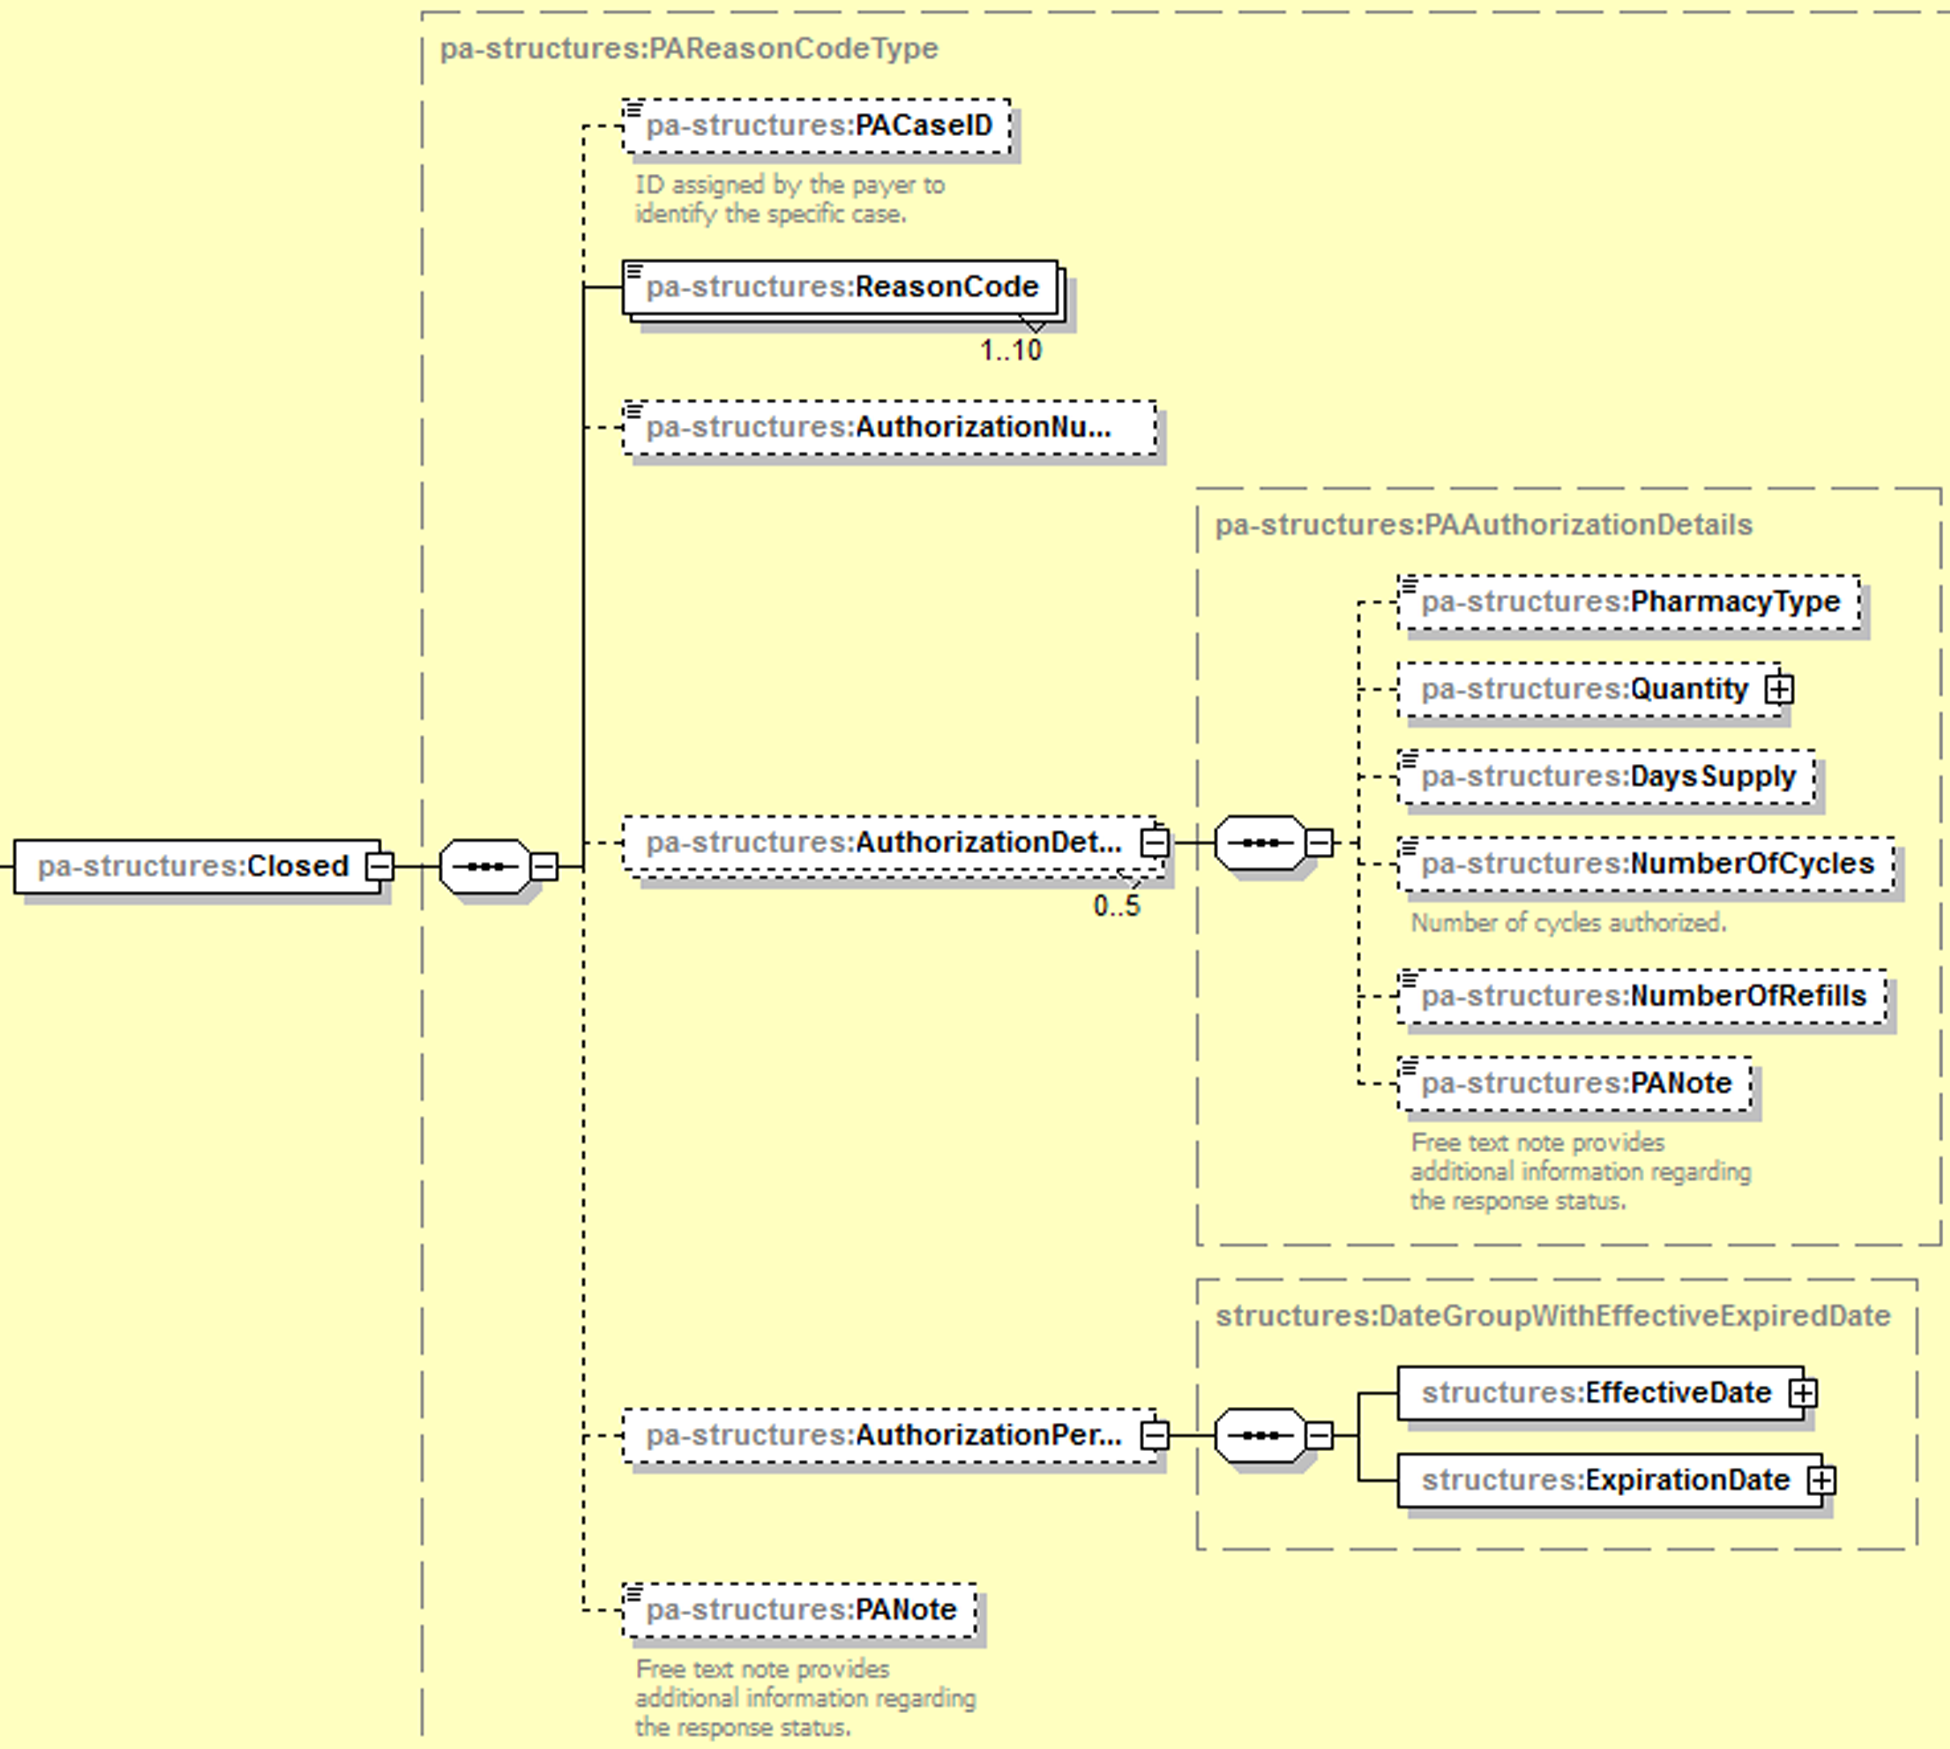 pa-structures:PAReasonCodeType
pa-structures:PACaseID
ID assigned by the payer to
identify the specific case.
pa-structures:ReasonCode
1..10
pa-structures:AuthorizationNu...
pa-structures:PAAuthorizationDetails
pa-structures:PharmacyType
pa-structures:Quantity
pa-structures:DaysSupply
pa-structures:Closed
pa-structures:AuthorizationDet...
0..5
pa-structures:NumberOfCycles
Number of cycles authorized.
pa-structures:NumberOfRefills
pa-structures:PANote
Free text note provides
additional information regarding
the response status.
structures:DateGroupWithEffectiveExpiredDate
structures:EffectiveDate
pa-structures:AuthorizationPer...
structures:ExpirationDate
pa-structures:PANote
Free text note provides
additional information regarding
the response status.